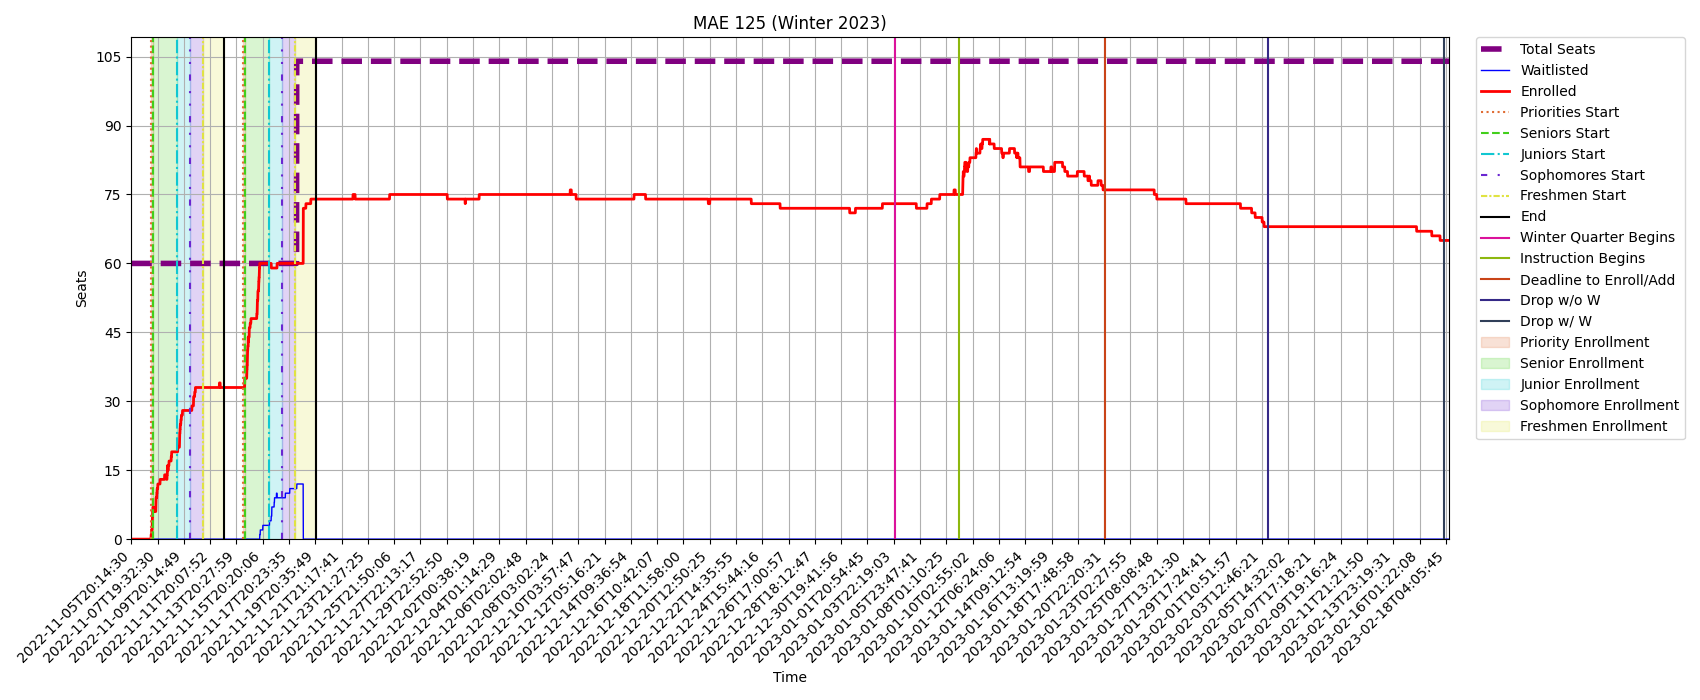 MAE 125 (Winter 2023)
105
90
75
60
45
30
15
0
Seats
2022-11-05T20:14:30
2022-11-07T19:32:30
2022-11-09T20:14:49
2022-11-11T10:07:52
2022-11-13T20:27:59
2022-11-15T20:20:06
2022-11-17T20:23:35
2022-11-19T20:35:49
2022-11-21T21:17:41
2022-11-23T21:27:25
2022-11-25T21:50:06
2022-11-27T22:13:17
2022-11-29T22:52:50
2022-12-02T00:38:19
2022-12-04T01:14:29
2022-12-06T02:02:48
2022-12-08T03:02:24
2022-12-10T03:57:47
2022-12-12T05:16:21
2022-12-14T09:36:54
2022-12-16T10:42:07
2022-12-18T11:58:00
2022-12-20T12:50:25
2022-12-22T14:35:55
2022-12-24T15:44:16
2022-12-26T17:00:57
2022-12-28T18:12:47
2022-12-30T19:41:56
2023-01-01T20:54:45
2023-01-03T22:19:03
2023-01-05T23:47:41
2023-01-08T01:10:25
2023-01-10T02:55:02
2023-01-12T06:24:06
2023-01-14T09:12:54
2023-01-16T13:19:59
2023-01-18T17:48:58
2023-01-20T22:20:31
2023-01-23T02:27:55
2023-01-25T08:08:48
2023-01-27T13:21:30
2023-01-29T17:24:41
2023-02-01T10:51:57
2023-02-03T12:46:21
2023-02-05T14:32:02
2023-02-07T17:18:21
2023-02-09T19:16:24
2023-02-11T21:21:50
2023-02-13T23:19:31
2023-02-16T01:22:08
2023-02-18T04:05:45
Time
Total Seats
Waitlisted
Enrolled
Priorities Start
Seniors Start
Juniors Start
Sophomores Start
Freshmen Start
End
Winter Quarter Begins
Instruction Begins
Deadline to Enroll/Add
Drop w/o W
Drop w/ W
Priority Enrollment
Senior Enrollment
Junior Enrollment
Sophomore Enrollment
Freshmen Enrollment